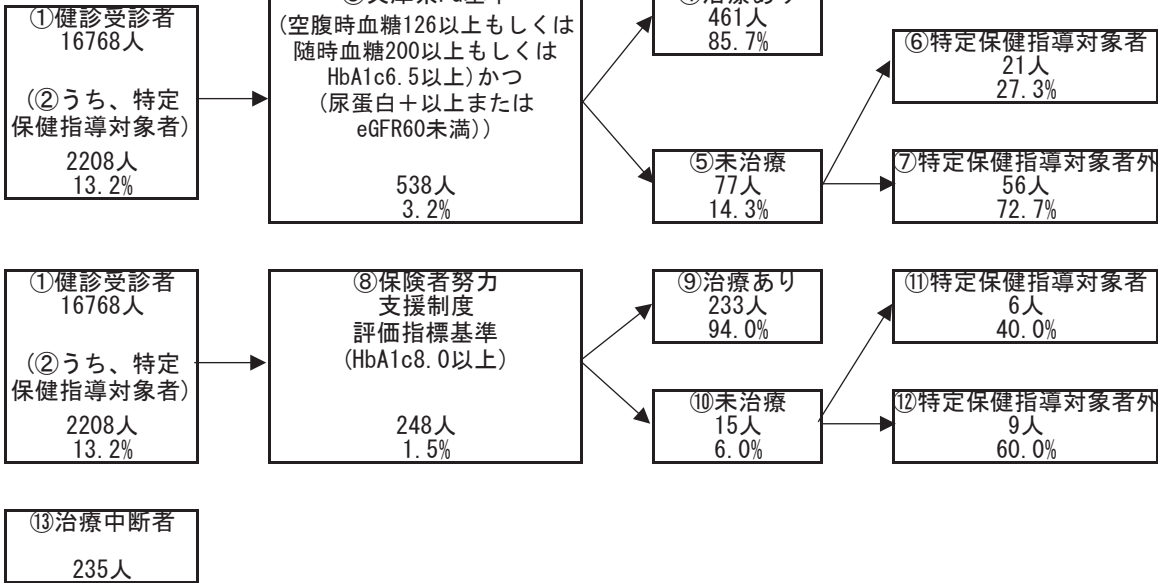 ①健診受診者
16768人
(②うち、特定
保健指導対象者)
2208人
13.2%
(空腹時血糖126以上もしくは
随時血糖200以上もしくは
HbA1c6.5以上)かつ
(尿蛋白+以上または
eGFR60未満))
538人
3.2%
461人
85.7%
⑤未治療
77人
14.3%
⑥特定保健指導対象者
21人
27.3%
⑦特定保健指導対象者外
56人
72.7%
①健診受診者
16768人
(②うち、特定
保健指導対象者)
2208人
13.2%
⑧保険者努力
支援制度
評価指標基準
(HbA1c8.0以上)
248人
1.5%
⑨治療あり
233人
94.0%
⑩未治療
15人
6.0%
⑪特定保健指導対象者
6人
40.0%
⑫特定保健指導対象者外
9人
60.0%
⑬治療中断者
235人